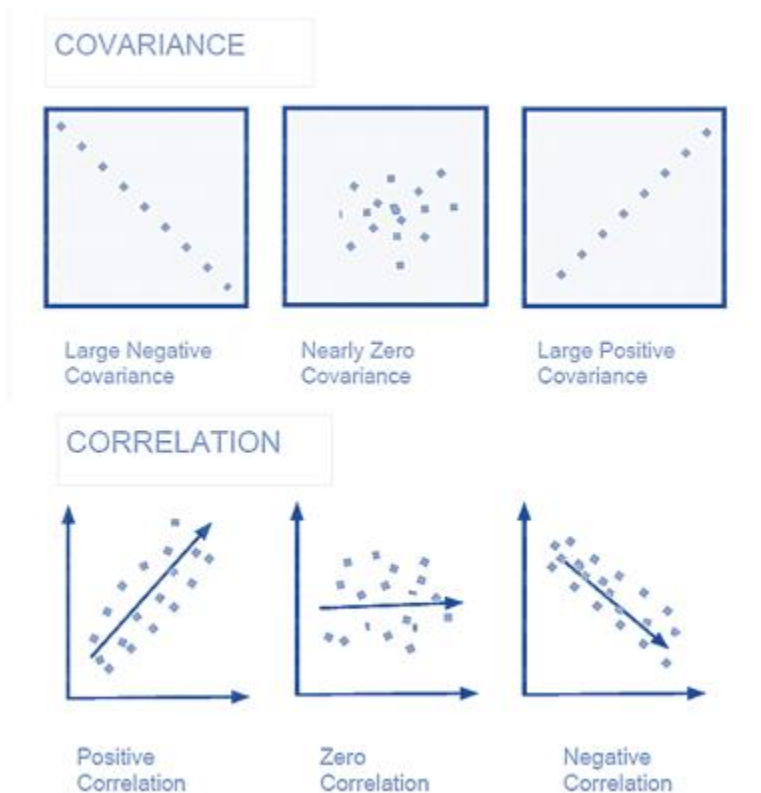 COVARIANCE
Large Negative
Covariance
Nearly Zero
Covariance
Large Positive
Covariance
CORRELATION
Positive
Correlation
Zero
Correlation
Negative
Correlation